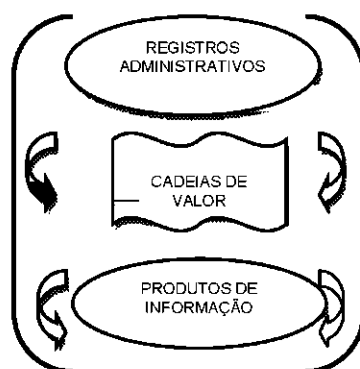 REGISTROS
ADMINISTRATIVOS
CADEIAS DE
VALOR
PRODUTOS DE
INFORMAÇÃO